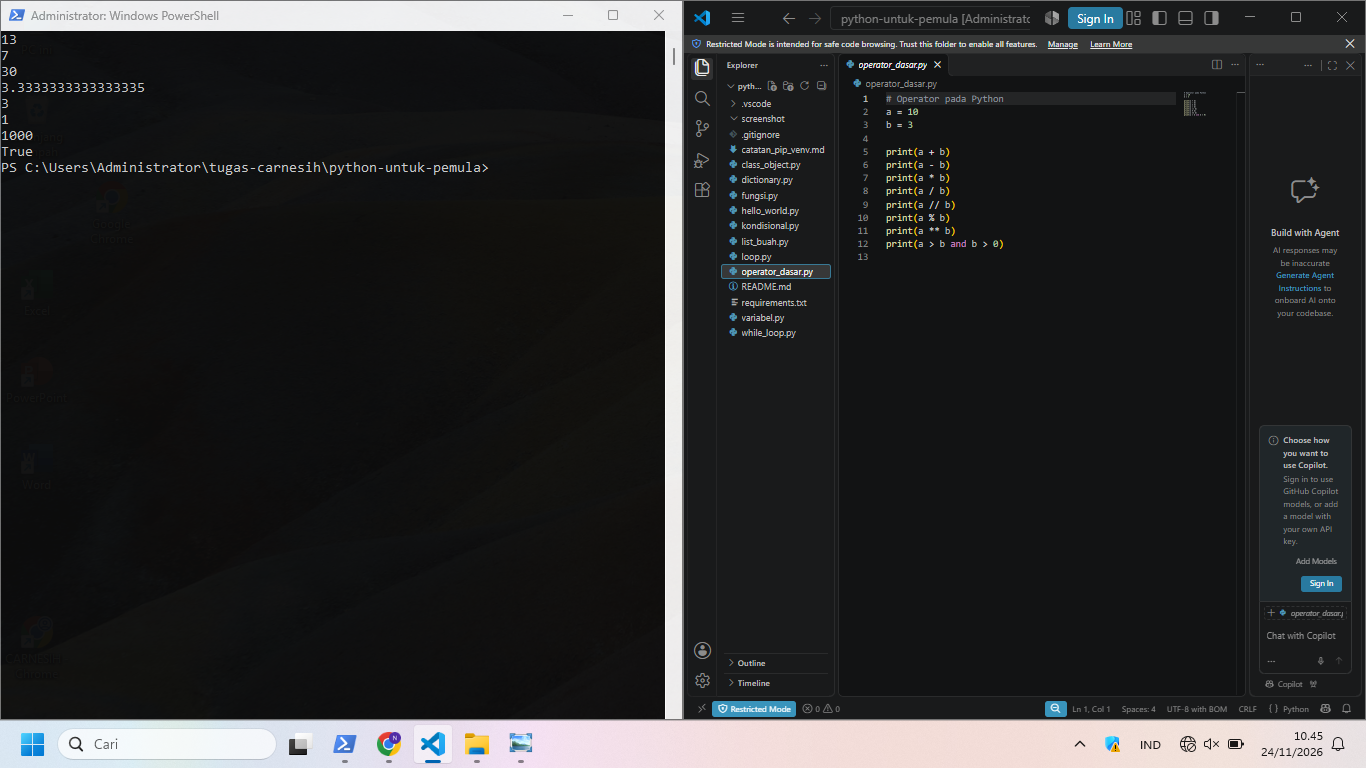 Administrator: Windows PowerShell
13
7
30
3.3333333333333335
3
1
1000
True
PS C:\Users\Administrator\tugas-carnesih\python-untuk-pemula>
Excel
PowerPoint
Word
python-untuk-pemula [Administrato
Sign In
Restricted Mode is intended for safe code browsing. Trust this folder to enable all features. Manage Learn More
Explorer
pyth...
.vscode
screenshot
.gitignore
catatan_pip_venv.md
class_object.py
dictionary.py
fungsi.py
hello_world.py
kondisional.py
list_buah.py
loop.py
operator_dasar.py
README.md
requirements.txt
variabel.py
while_loop.py
Outline
Timeline
operator_dasar.py
operator_dasar.py
1 # Operator pada Python
2 a = 10
3 b = 3
4
5 print(a + b)
6 print(a - b)
7 print(a * b)
8 print(a / b)
9 print(a // b)
10 print(a % b)
11 print(a ** b)
12 print(a > b and b > 0)
13
Build with Agent
AI responses may
be inaccurate
Generate Agent
Instructions to
onboard AI onto
your codebase.
Choose how
you want to
use Copilot.
Sign in to use
GitHub Copilot
models, or add
a model with
your own API
key.
Add Models
Sign In
operator_dasar.p
Chat with Copilot
Copilot
Restricted Mode 0 0
Ln 1, Col 1 Spaces: 4 UTF-8 with BOM CRLF Python
Cari
IND
10.45
24/11/2026